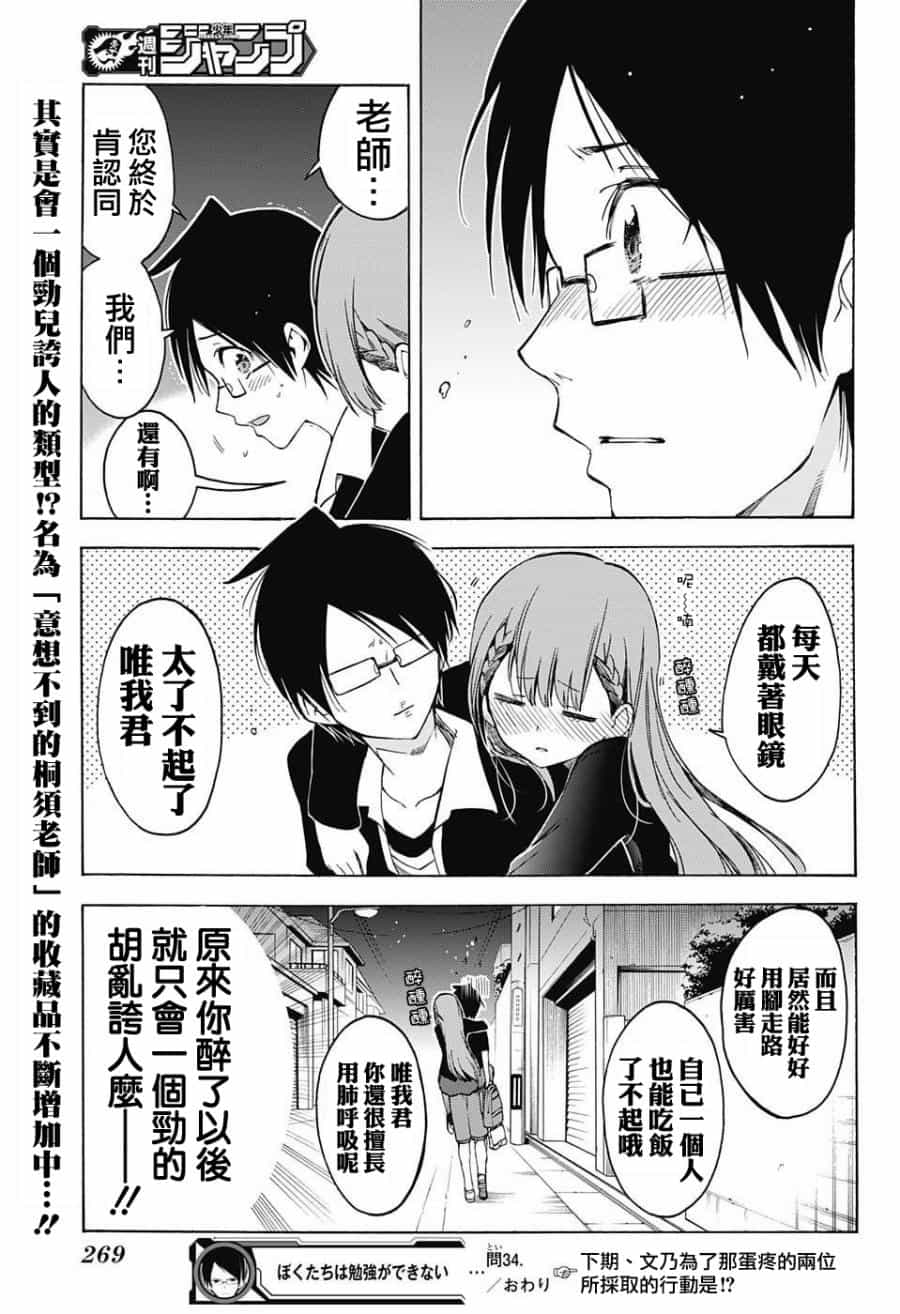 週刊
少年
ジャンプ
老師…
您終於
肯認同
我們…
還有啊…
每天
都戴著眼鏡
呢~喃
醉醺醺
太了不起了
唯我君
而且
居然能好好
用腳走路
好厲害
自己一個人
也能吃飯
了不起哦
唯我君
你還很擅長
用肺呼吸呢
醉醺醺
原來你醉了以後
就只會一個勁的
胡亂誇人麼——!!
其實是會一個勁兒誇人的類型!?名為「意想不到的桐須老師」的收藏品不斷增加中…!!
269
ぼくたちは勉強ができない
…
とい
問34.
/おわり
☞下期、文乃為了那蛋疼的兩位
所採取的行動是!?